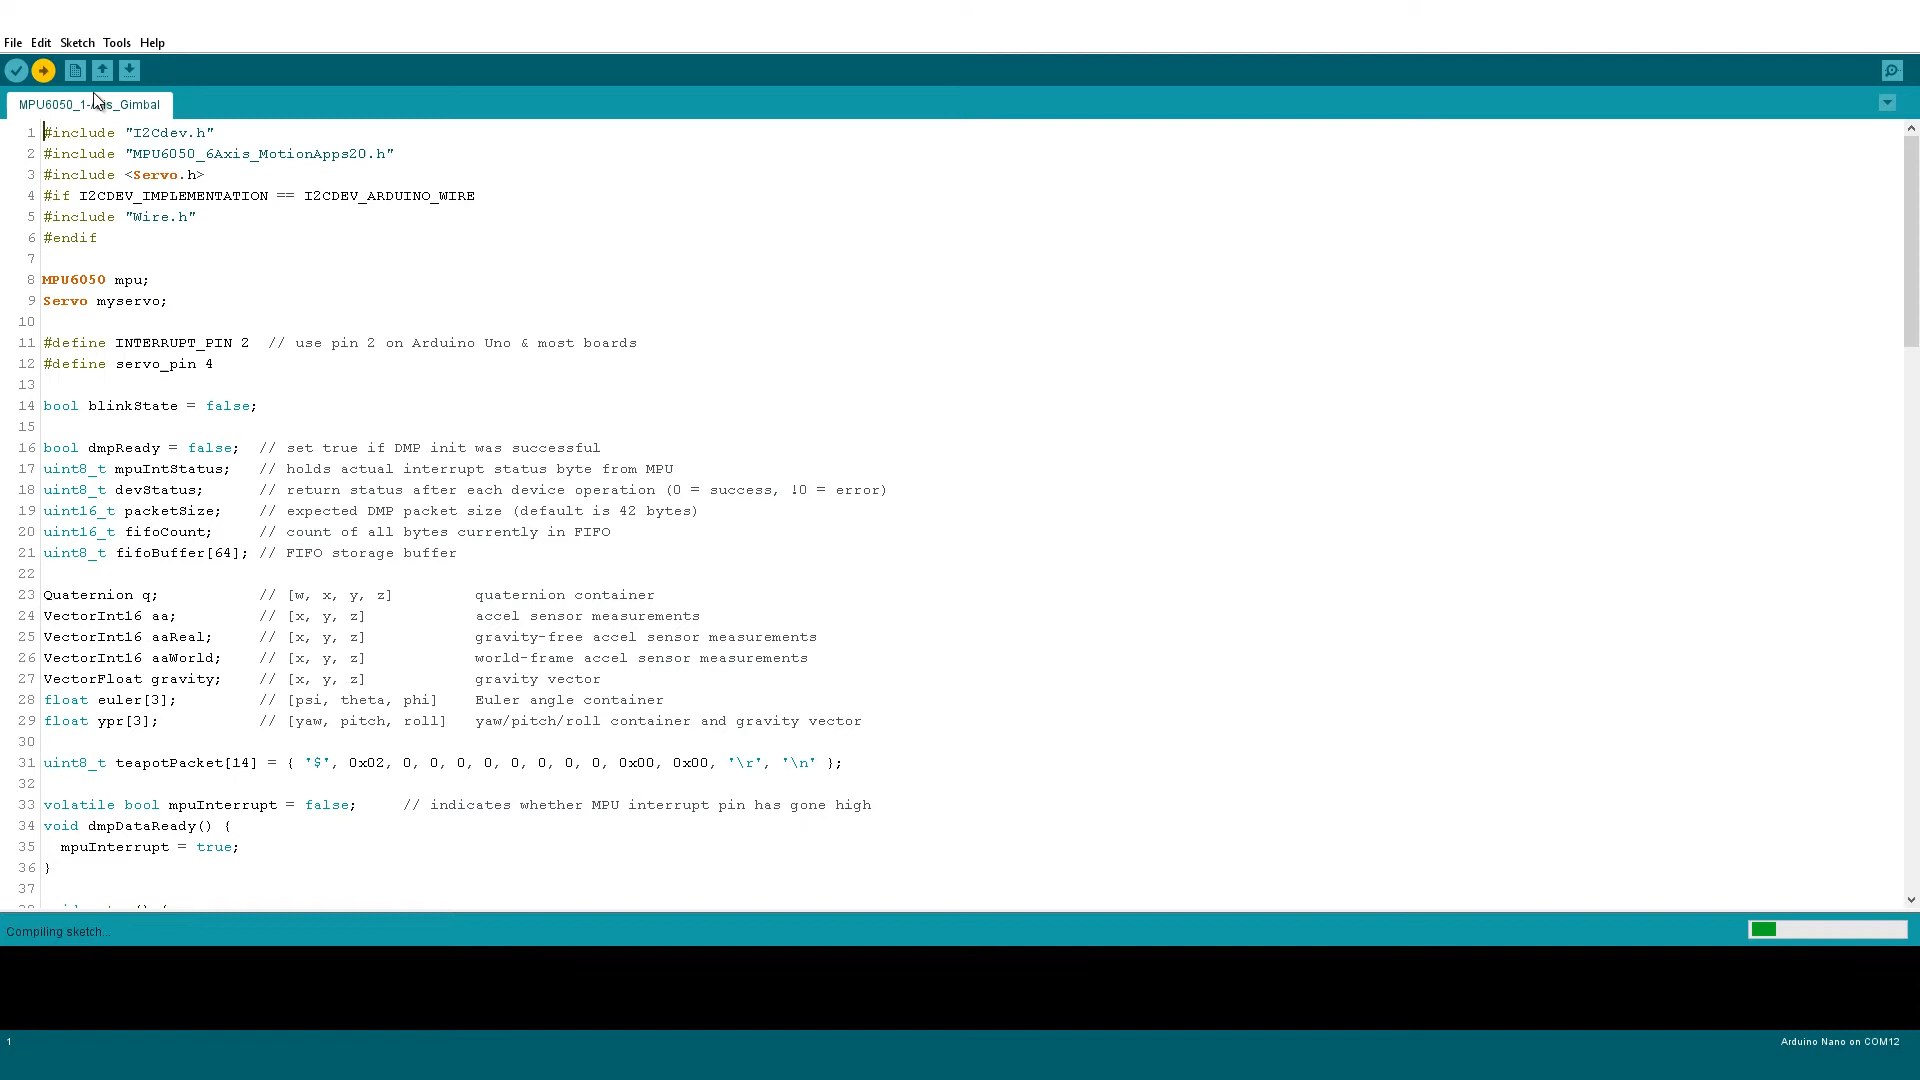 File Edit Sketch Tools Help
MPU6050_1-is_Gimbal
1 #include "I2Cdev.h"
2 #include "MPU6050_6Axis_MotionApps20.h"
3 #include <Servo.h>
4 #if I2CDEV_IMPLEMENTATION == I2CDEV_ARDUINO_WIRE
5 #include "Wire.h"
6 #endif
7
8 MPU6050 mpu;
9 Servo myservo;
10
11 #define INTERRUPT_PIN 2  // use pin 2 on Arduino Uno & most boards
12 #define servo_pin 4
13
14 bool blinkState = false;
15
16 bool dmpReady = false;  // set true if DMP init was successful
17 uint8_t mpuIntStatus;   // holds actual interrupt status byte from MPU
18 uint8_t devStatus;      // return status after each device operation (0 = success, !0 = error)
19 uint16_t packetSize;    // expected DMP packet size (default is 42 bytes)
20 uint16_t fifoCount;     // count of all bytes currently in FIFO
21 uint8_t fifoBuffer[64]; // FIFO storage buffer
22
23 Quaternion q;           // [w, x, y, z]         quaternion container
24 VectorInt16 aa;         // [x, y, z]            accel sensor measurements
25 VectorInt16 aaReal;     // [x, y, z]            gravity-free accel sensor measurements
26 VectorInt16 aaWorld;    // [x, y, z]            world-frame accel sensor measurements
27 VectorFloat gravity;    // [x, y, z]            gravity vector
28 float euler[3];         // [psi, theta, phi]    Euler angle container
29 float ypr[3];           // [yaw, pitch, roll]   yaw/pitch/roll container and gravity vector
30
31 uint8_t teapotPacket[14] = { '$', 0x02, 0, 0, 0, 0, 0, 0, 0, 0, 0x00, 0x00, '\r', '\n' };
32
33 volatile bool mpuInterrupt = false;     // indicates whether MPU interrupt pin has gone high
34 void dmpDataReady() {
35   mpuInterrupt = true;
36 }
37
Compiling sketch...
1 Arduino Nano on COM12